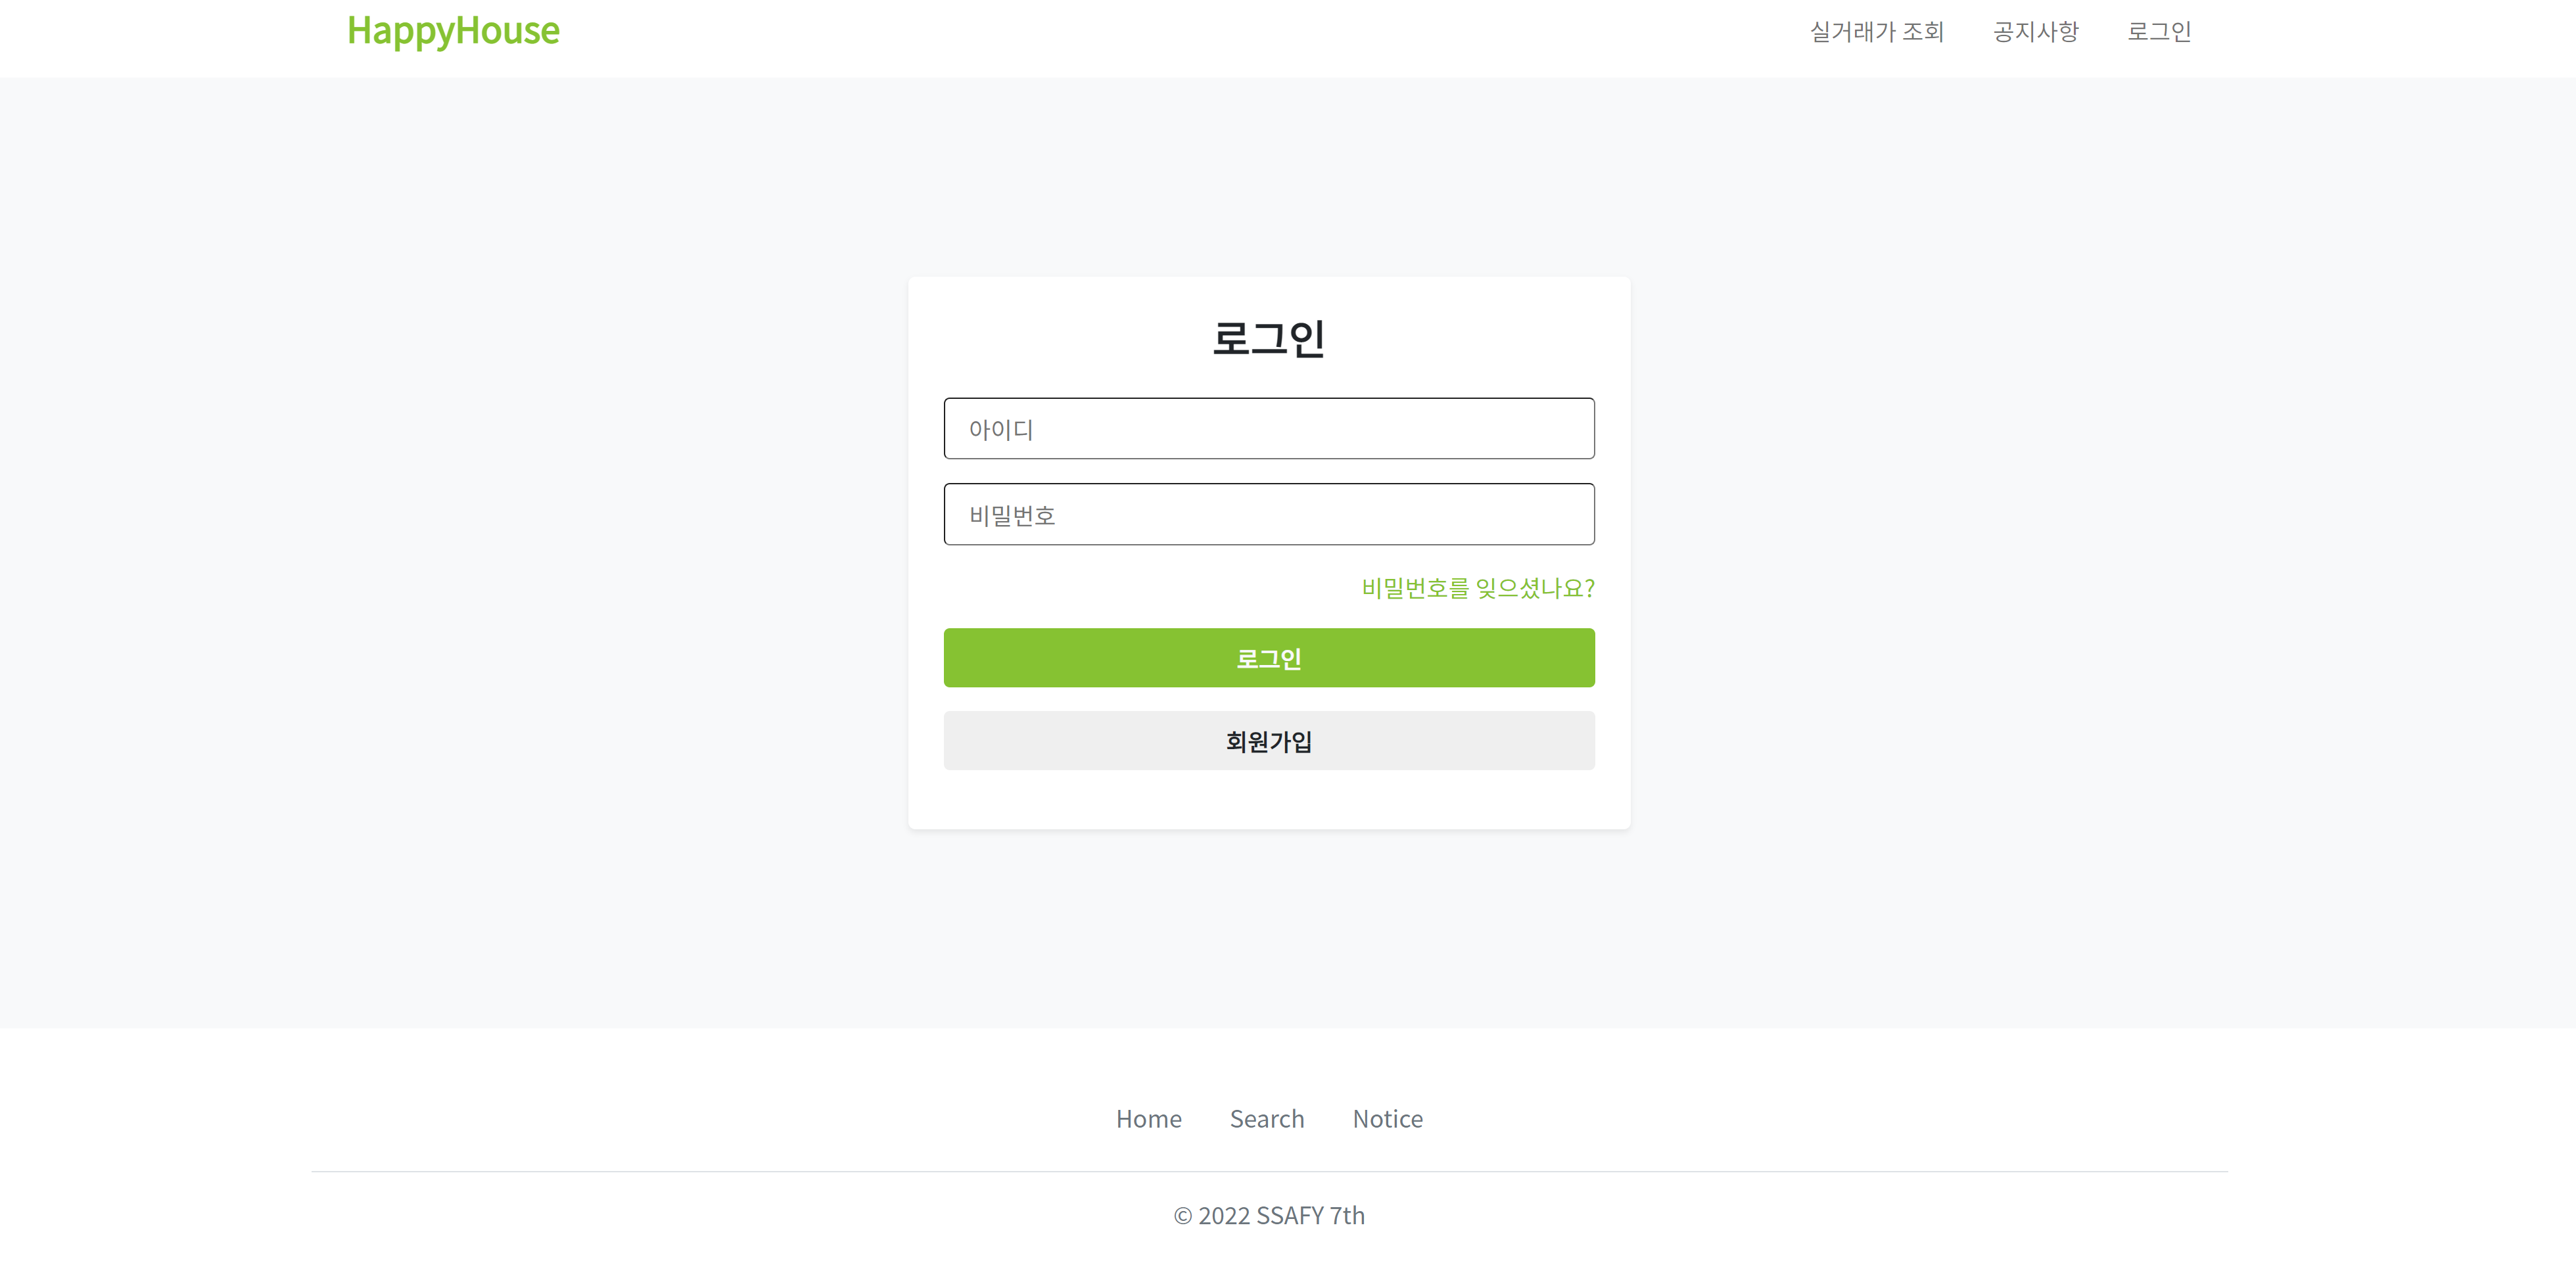 HappyHouse
실거래가 조회 공지사항 로그인
로그인
아이디
비밀번호
비밀번호를 잊으셨나요?
로그인
회원가입
Home Search Notice
© 2022 SSAFY 7th